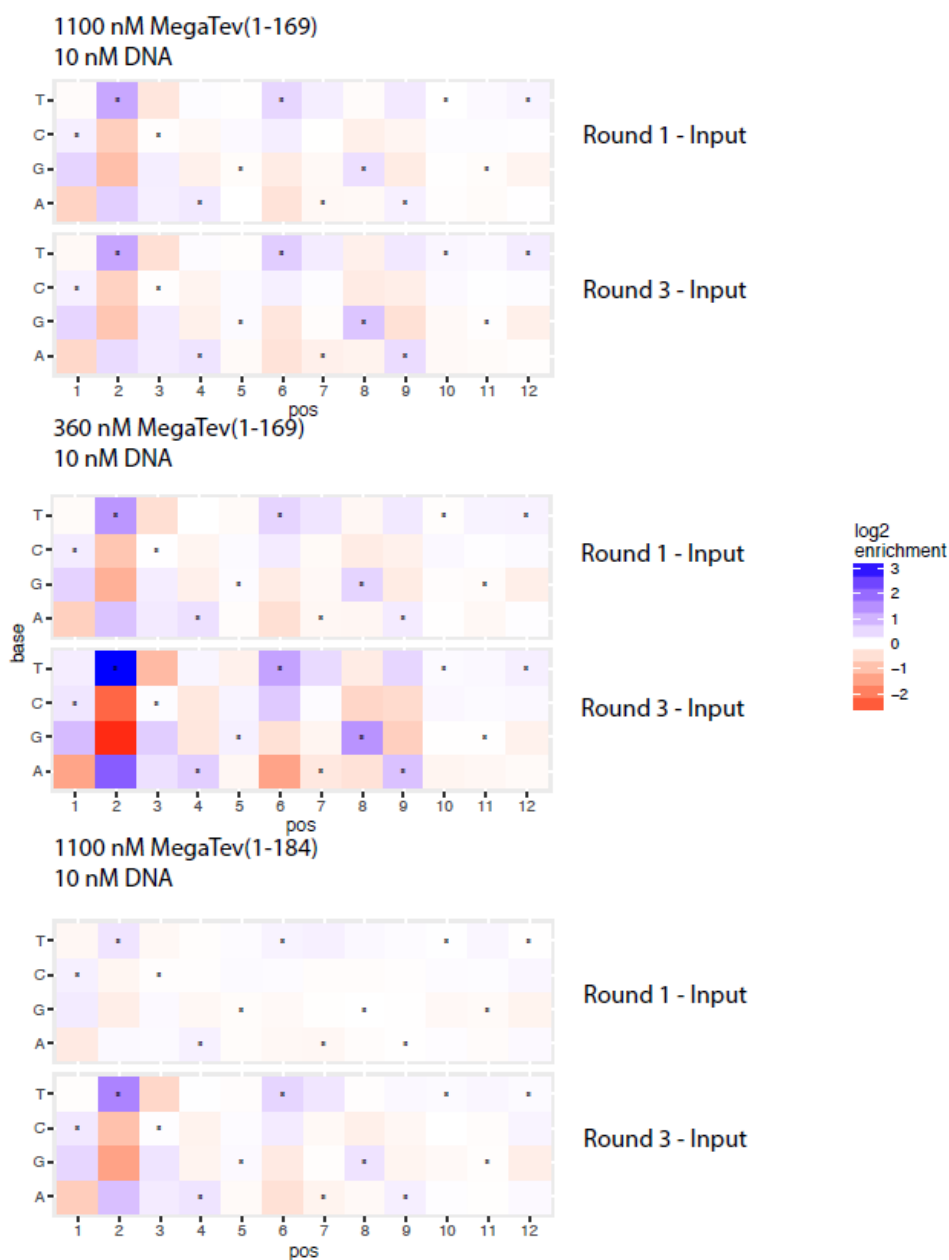 1100 nM MegaTev(1-169)
10 nM DNA
T
C
G
A
Round 1 - Input
T
C
G
A
Round 3 - Input
1 2 3 4 5 6 7 8 9 10 11 12
pos
360 nM MegaTev(1-169)
10 nM DNA
T
C
G
A
Round 1 - Input
base
T
C
G
A
Round 3 - Input
1 2 3 4 5 6 7 8 9 10 11 12
pos
log2
enrichment
3
2
1
0
−1
−2
1100 nM MegaTev(1-184)
10 nM DNA
T
C
G
A
Round 1 - Input
T
C
G
A
Round 3 - Input
1 2 3 4 5 6 7 8 9 10 11 12
pos